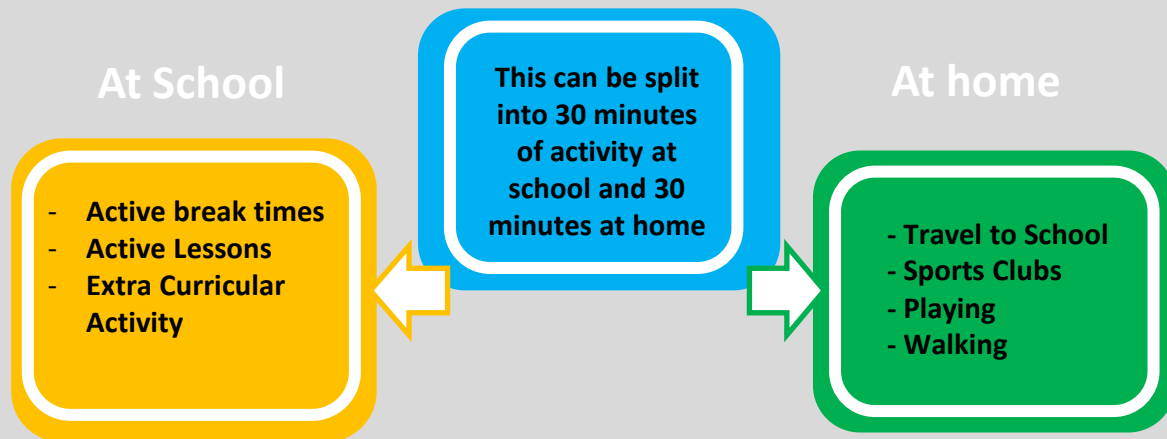 At School
- Active break times
- Active Lessons
- Extra Curricular
Activity
This can be split
into 30 minutes
of activity at
school and 30
minutes at home
At home
- Travel to School
- Sports Clubs
- Playing
- Walking